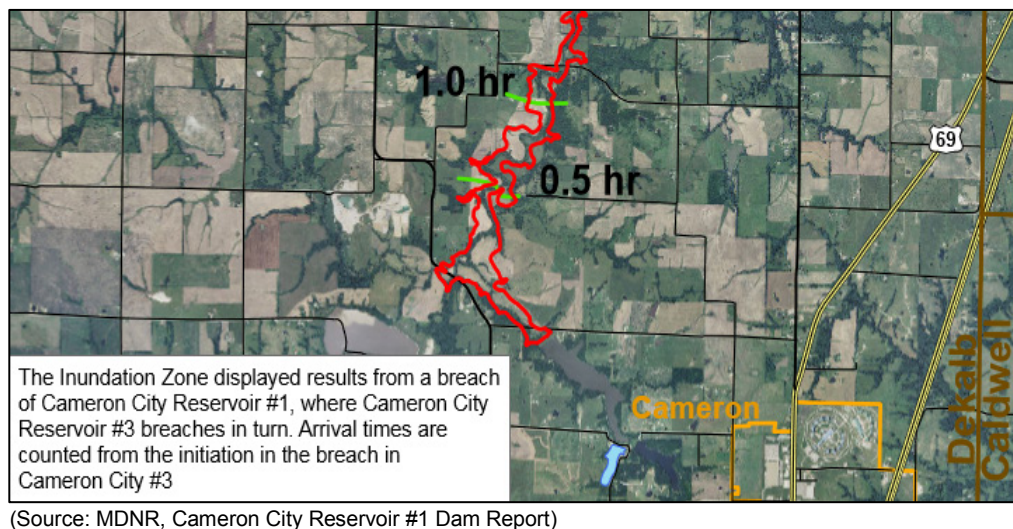 1.0 hr
69
0.5 hr
Dekalb
Caldwell
Cameron
The Inundation Zone displayed results from a breach
of Cameron City Reservoir #1, where Cameron City
Reservoir #3 breaches in turn. Arrival times are
counted from the initiation in the breach in
Cameron City #3
(Source: MDNR, Cameron City Reservoir #1 Dam Report)